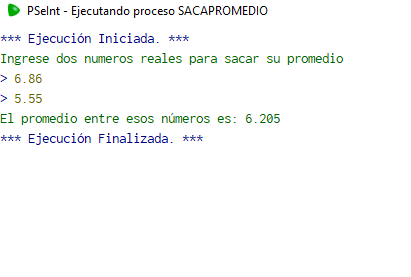 PSeInt - Ejecutando proceso SACAPROMEDIO
*** Ejecución Iniciada. ***
Ingrese dos numeros reales para sacar su promedio
> 6.86
> 5.55
El promedio entre esos números es: 6.205
*** Ejecución Finalizada. ***